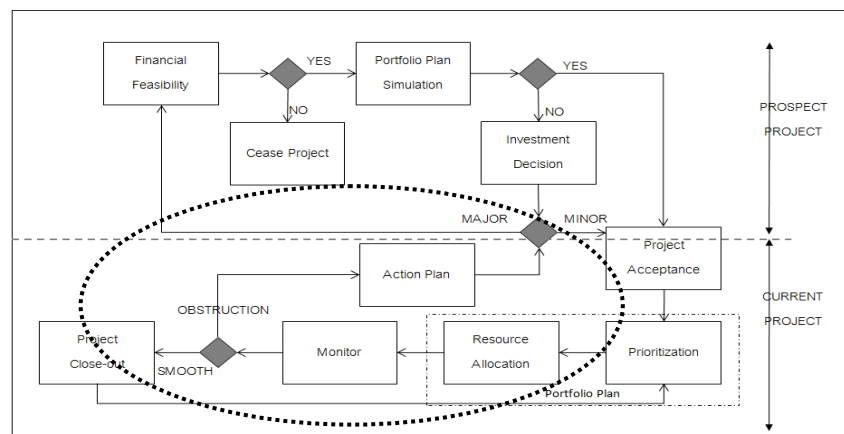 Financial
Feasibility
YES
Portfolio Plan
Simulation
YES
NO
NO
PROSPECT
PROJECT
Cease Project
Investment
Decision
MAJOR
MINOR
Project
Acceptance
Action Plan
OBSTRUCTION
CURRENT
PROJECT
Project
Close-out
SMOOTH
Monitor
Resource
Allocation
Prioritization
Portfolio Plan